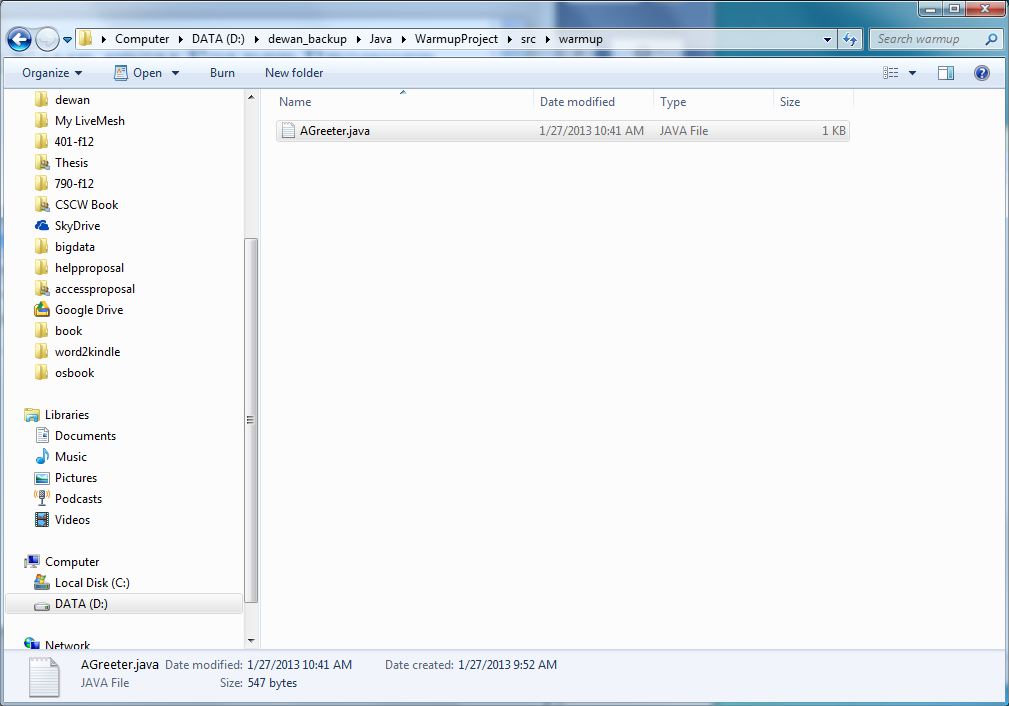 Computer DATA (D:) dewan_backup Java WarmupProject src warmup Search warmup
Organize Open Burn New folder
dewan
My LiveMesh
401-f12
Thesis
790-f12
CSCW Book
SkyDrive
bigdata
helpproposal
accessproposal
Google Drive
book
word2kindle
osbook
Libraries
Documents
Music
Pictures
Podcasts
Videos
Computer
Local Disk (C:)
DATA (D:)
Network
Name Date modified Type Size
AGreeter.java 1/27/2013 10:41 AM JAVA File 1 KB
AGreeter.java Date modified: 1/27/2013 10:41 AM Date created: 1/27/2013 9:52 AM
JAVA File Size: 547 bytes